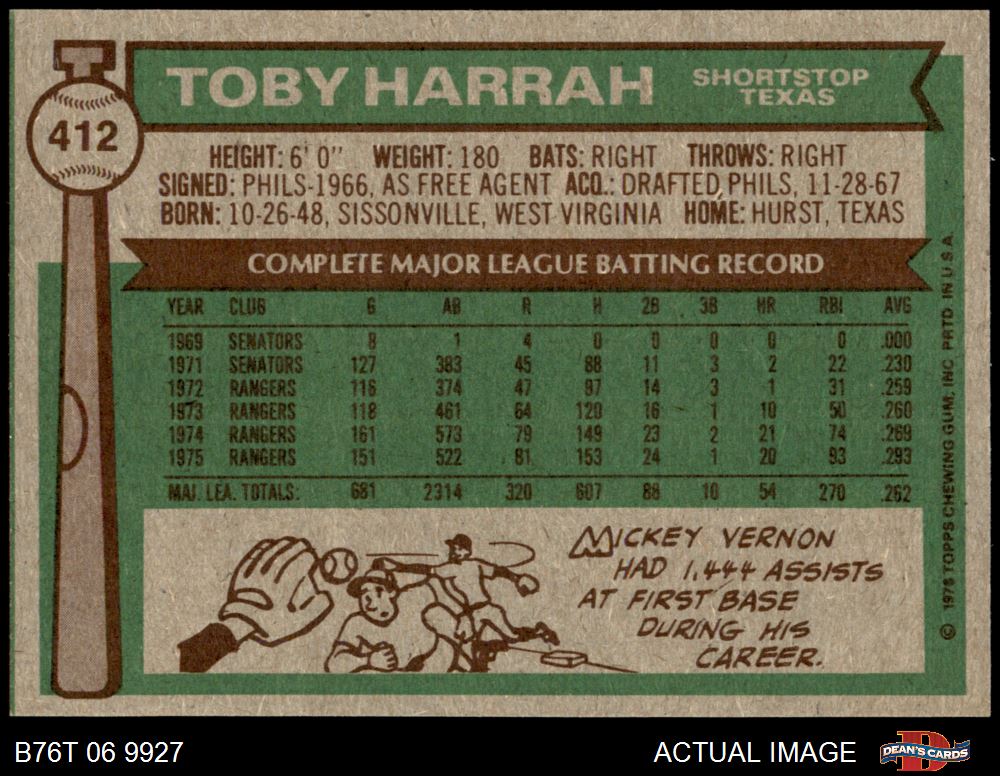 TOBY HARRAH
SHORTSTOP
TEXAS
412
HEIGHT: 6' 0" WEIGHT: 180 BATS: RIGHT THROWS: RIGHT
SIGNED: PHILS-1966, AS FREE AGENT ACQ.: DRAFTED, PHILS, 11-28-67
BORN: 10-26-48, SISSONVILLE, WEST VIRGINIA HOME: HURST, TEXAS
COMPLETE MAJOR LEAGUE BATTING RECORD
YEAR CLUB G AB R H 2B 3B HR RBI AVG
1969 SENATORS 8 1 4 0 0 0 0 0 .000
1971 SENATORS 127 383 45 88 11 3 2 22 .230
1972 RANGERS 116 374 47 97 14 3 1 31 .259
1973 RANGERS 118 461 64 120 16 1 10 50 .260
1974 RANGERS 161 573 79 149 23 2 21 74 .269
1975 RANGERS 151 522 81 153 24 1 20 93 .293
MAJ. LEA. TOTALS: 681 2314 320 607 88 10 54 270 .262
MICKEY VERNON
HAD 1,444 ASSISTS
AT FIRST BASE
DURING HIS
CAREER.
© 1976 TOPPS CHEWING GUM, INC. PRTD. IN U.S.A.
B76T 06 9927
ACTUAL IMAGE
D
DEAN'S CARDS